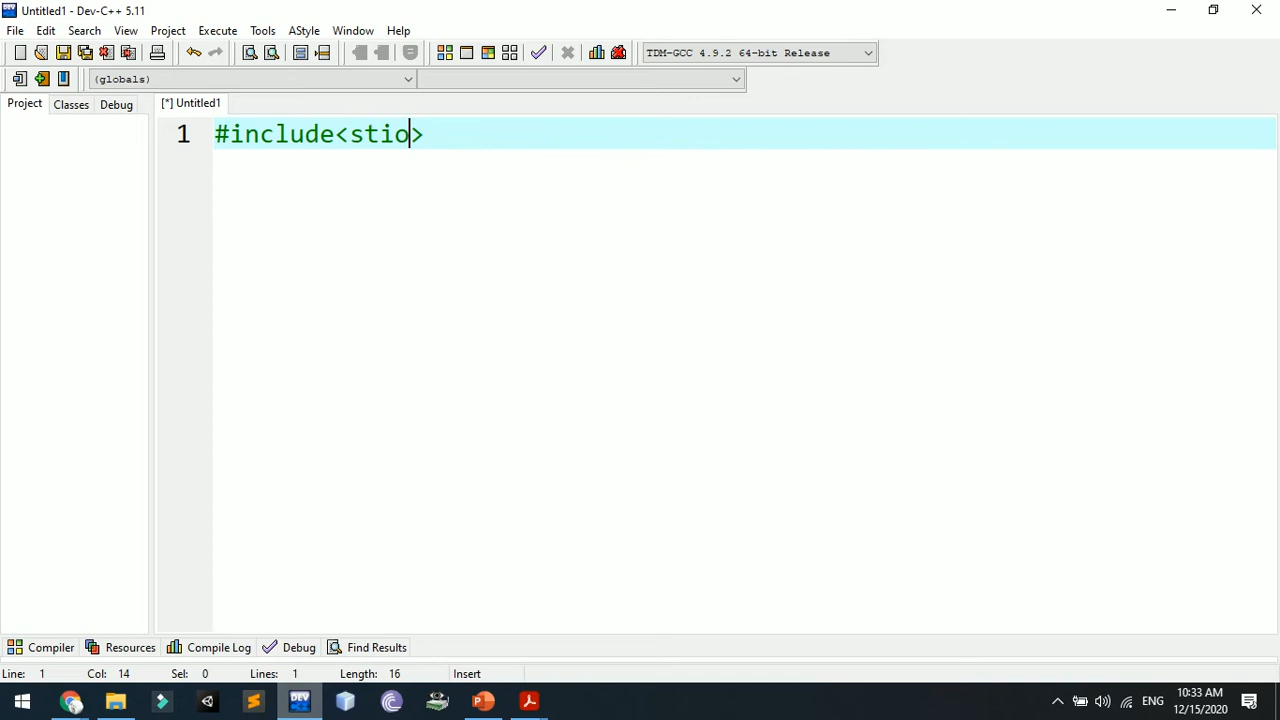 Untitled1 - Dev-C++ 5.11
File Edit Search View Project Execute Tools AStyle Window Help
TDM-GCC 4.9.2 64-bit Release
(globals)
Project Classes Debug [*] Untitled1
1 #include<stio>
Compiler Resources Compile Log Debug Find Results
Line: 1 Col: 14 Sel: 0 Lines: 1 Length: 16 Insert
DEV
ENG 10:33 AM
12/15/2020